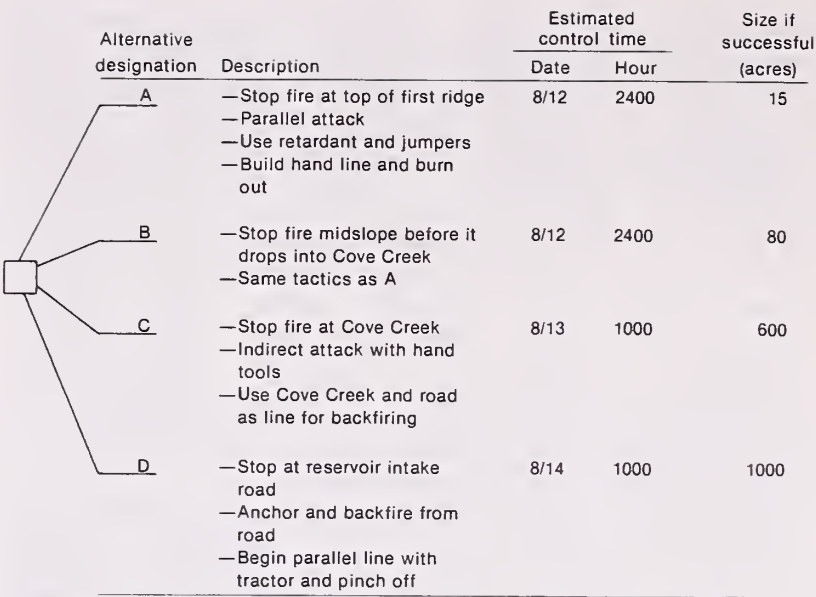 Alternative designation Description Estimated control time Size if successful (acres)
Date Hour
A —Stop fire at top of first ridge 8/12 2400 15
—Parallel attack
—Use retardant and jumpers
—Build hand line and burn
out
B —Stop fire midslope before it 8/12 2400 80
drops into Cove Creek
—Same tactics as A
C —Stop fire at Cove Creek 8/13 1000 600
—Indirect attack with hand
tools
—Use Cove Creek and road
as line for backfiring
D —Stop at reservoir intake 8/14 1000 1000
road
—Anchor and backfire from
road
—Begin parallel line with
tractor and pinch off